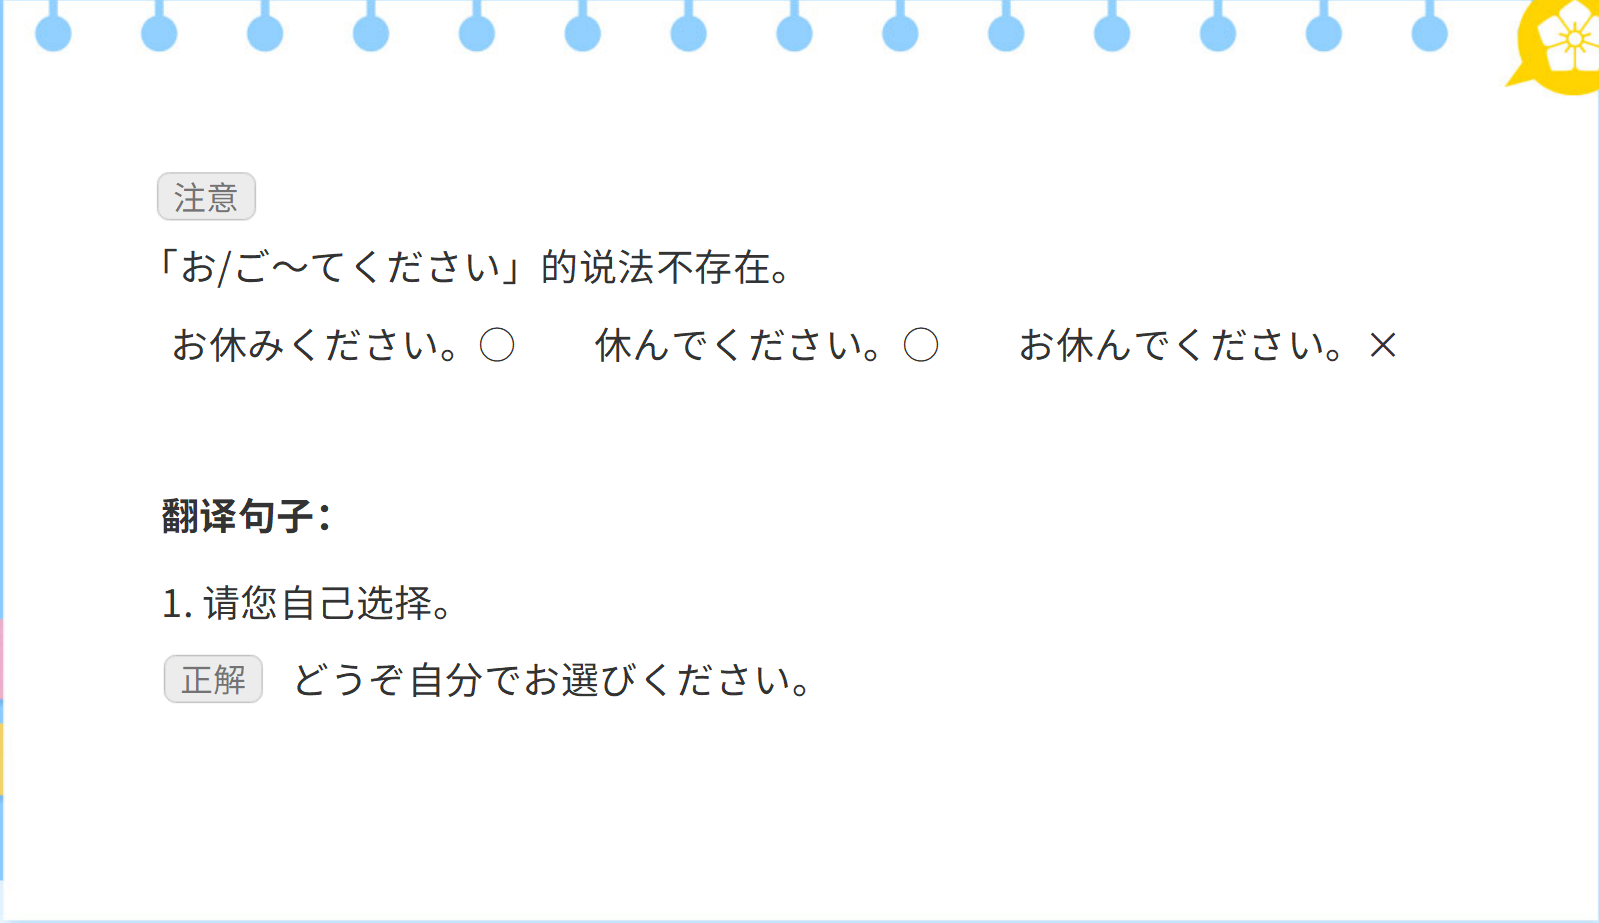 注意
「お/ご～てください」的说法不存在。
お休みください。○ 休んでください。○ お休んでください。×
翻译句子：
1. 请您自己选择。
正解 どうぞ自分でお選びください。